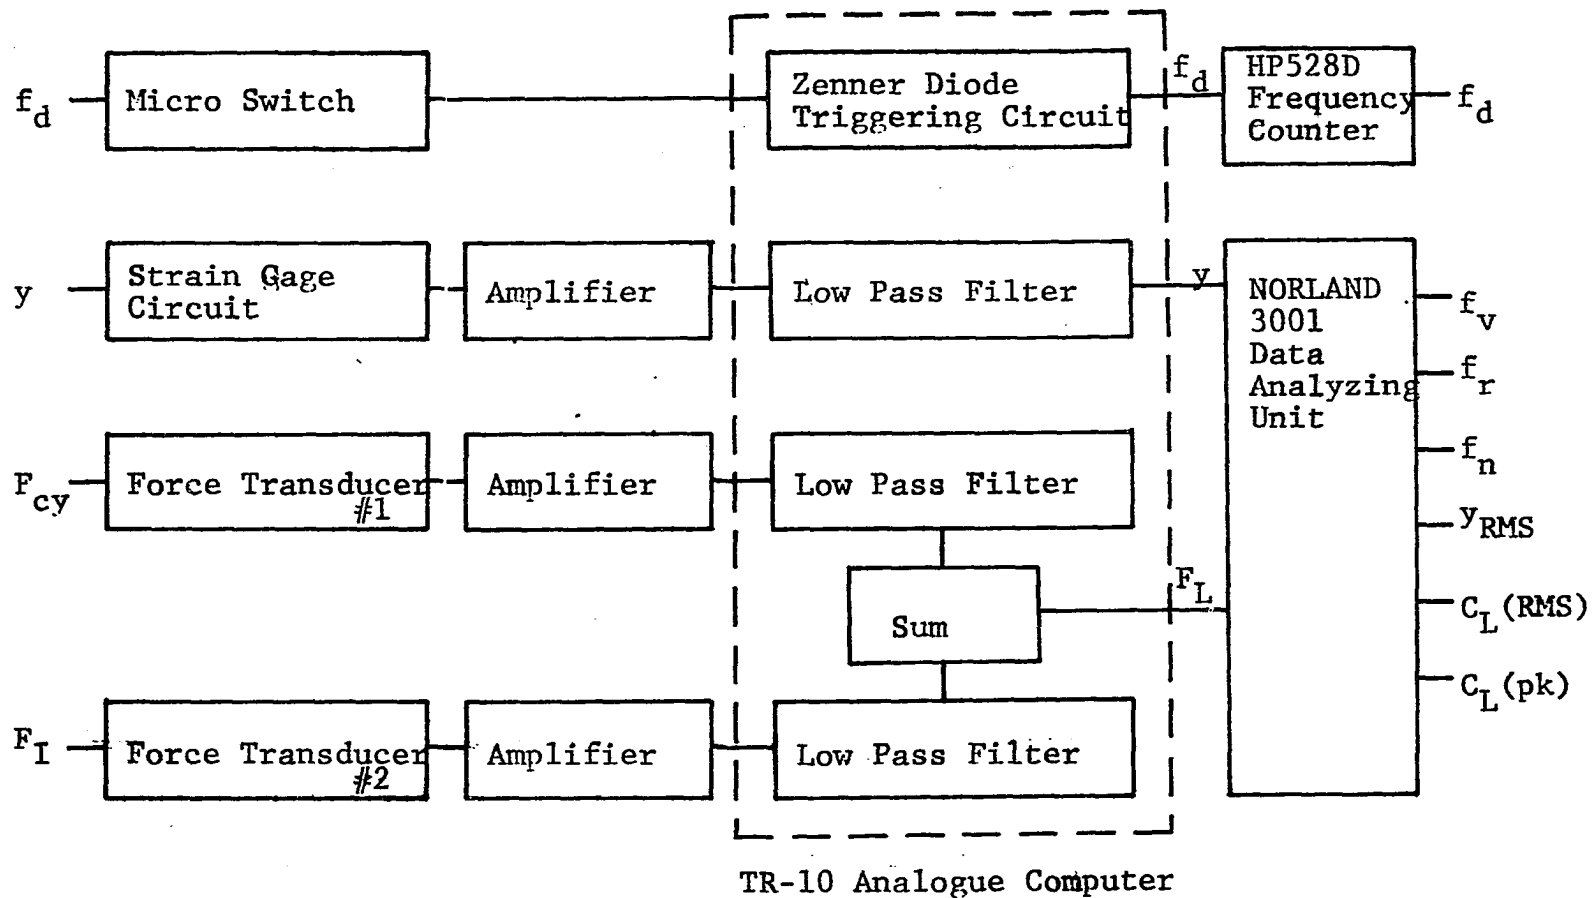 f_d
Micro Switch
Zenner Diode
Triggering Circuit
f_d
HP528D
Frequency
Counter
f_d
y
Strain Gage
Circuit
Amplifier
Low Pass Filter
y
NORLAND
3001
Data
Analyzing
Unit
f_v
f_r
f_n
y_RMS
C_L(RMS)
C_L(pk)
F_cy
Force Transducer
#1
Amplifier
Low Pass Filter
Sum
F_L
F_I
Force Transducer
#2
Amplifier
Low Pass Filter
TR-10 Analogue Computer